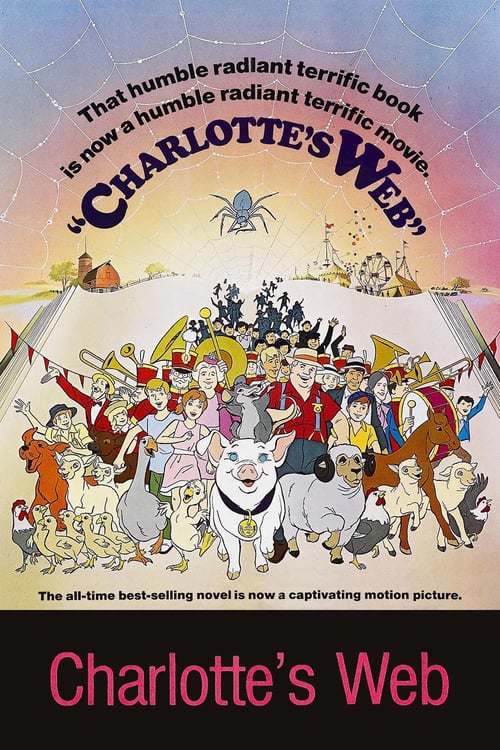 That humble radiant terrific book
is now a humble radiant terrific movie.
"CHARLOTTE'S WEB"
The all-time best-selling novel is now a captivating motion picture.
Charlotte's Web